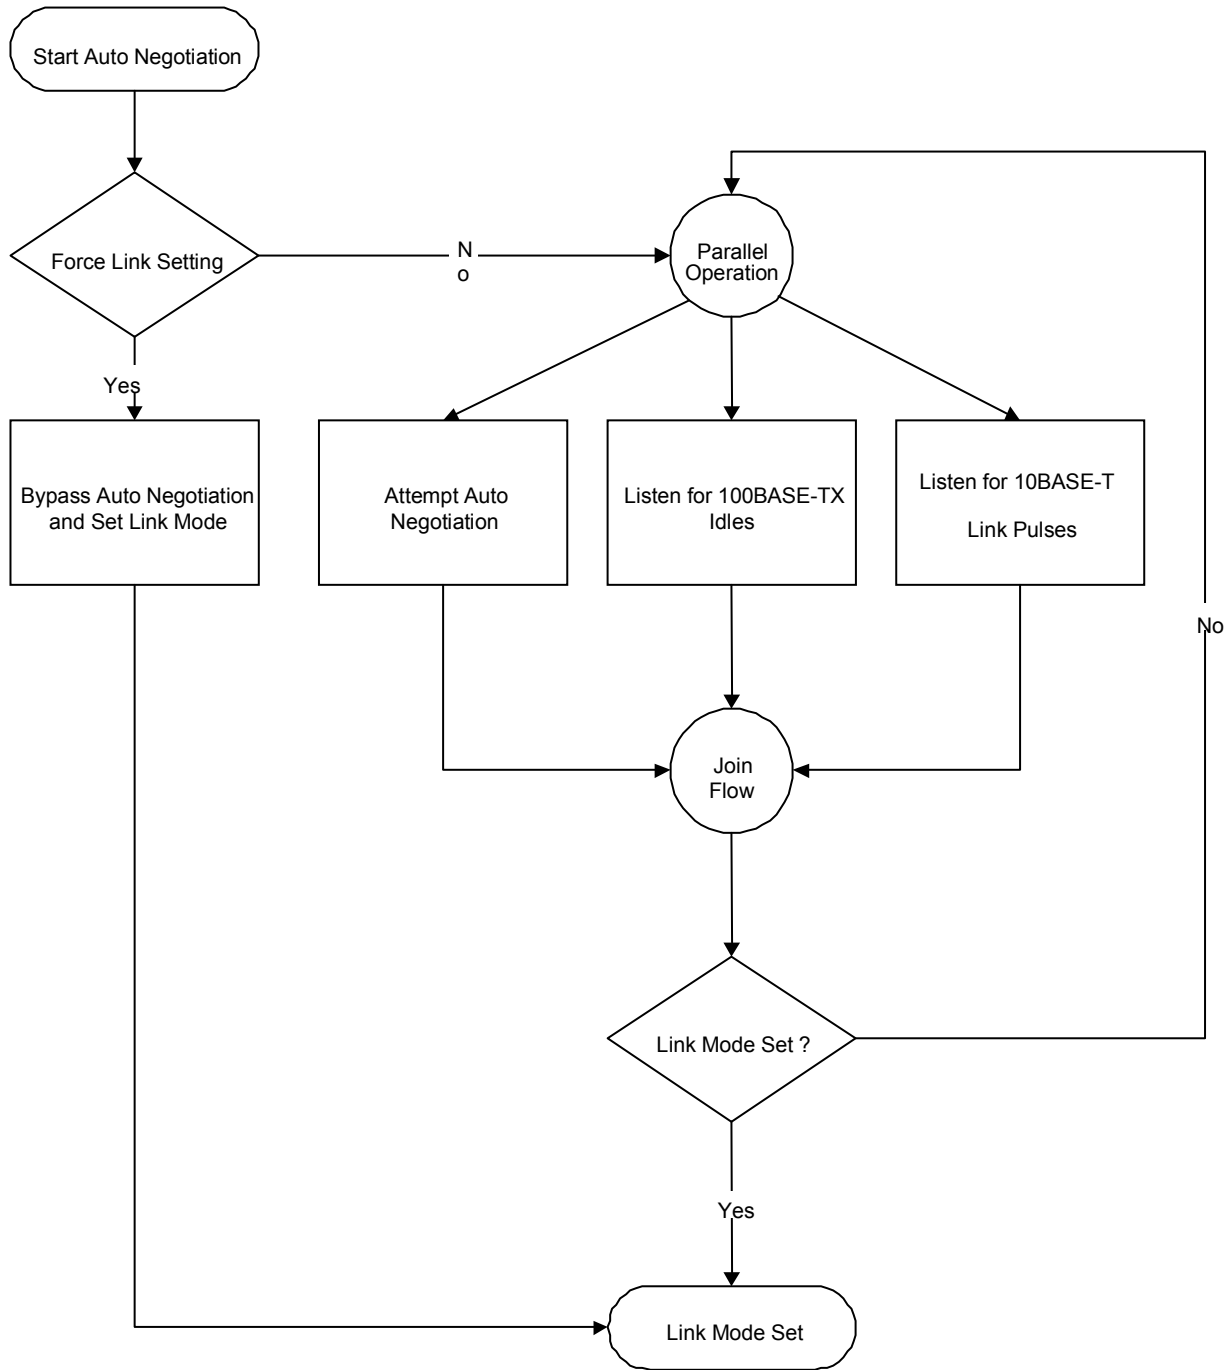 Start Auto Negotiation
Force Link Setting
N
o
Parallel
Operation
Yes
Bypass Auto Negotiation
and Set Link Mode
Attempt Auto
Negotiation
Listen for 100BASE-TX
Idles
Listen for 10BASE-T
Link Pulses
No
Join
Flow
Link Mode Set ?
Yes
Link Mode Set